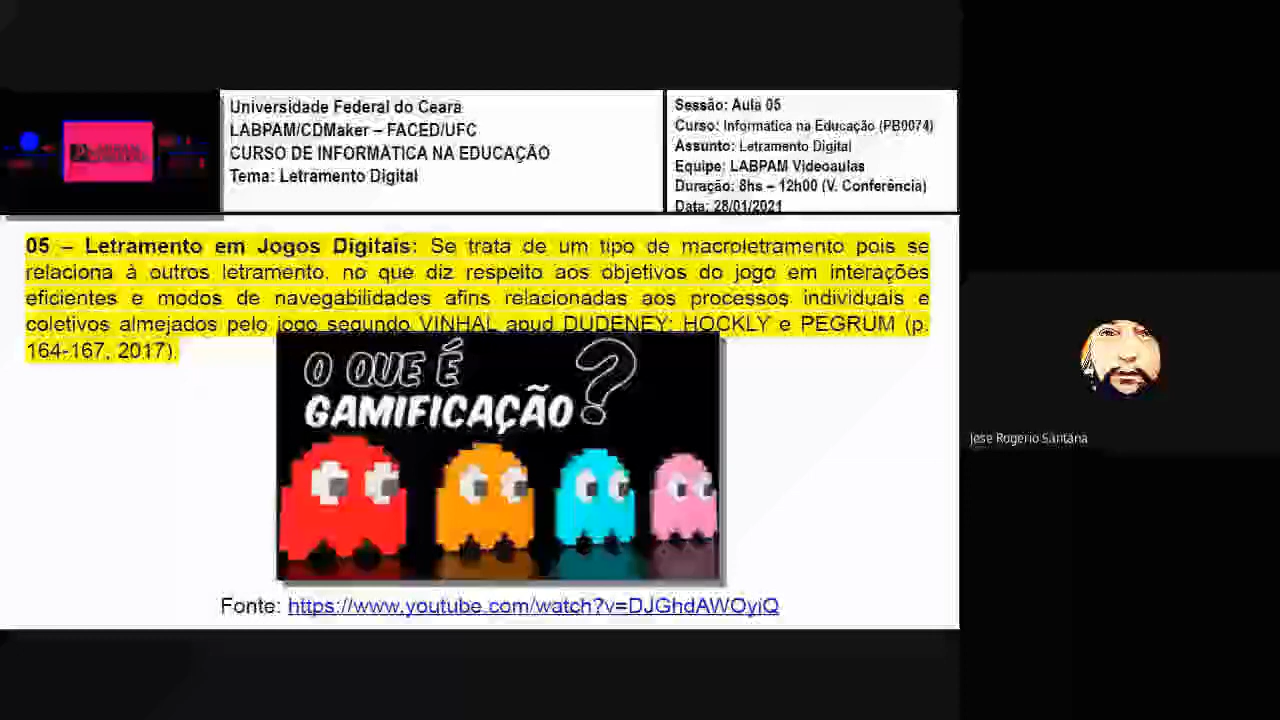 Universidade Federal do Ceará
LABPAM/CDMaker – FACED/UFC
CURSO DE INFORMÁTICA NA EDUCAÇÃO
Tema: Letramento Digital
Sessão: Aula 05
Curso: Informática na Educação (PB0074)
Assunto: Letramento Digital
Equipe: LABPAM Videoaulas
Duração: 8hs – 12h00 (V. Conferência)
Data: 28/01/2021
05 – Letramento em Jogos Digitais: Se trata de um tipo de macroletramento pois se
relaciona à outros letramento, no que diz respeito aos objetivos do jogo em interações
eficientes e modos de navegabilidades afins relacionadas aos processos individuais e
coletivos almejados pelo jogo segundo VINHAL apud DUDENEY; HOCKLY e PEGRUM (p.
164-167, 2017).
O QUE É
GAMIFICAÇÃO?
Fonte: https://www.youtube.com/watch?v=DJGhdAWOyjQ
Jose Rogerio Santana